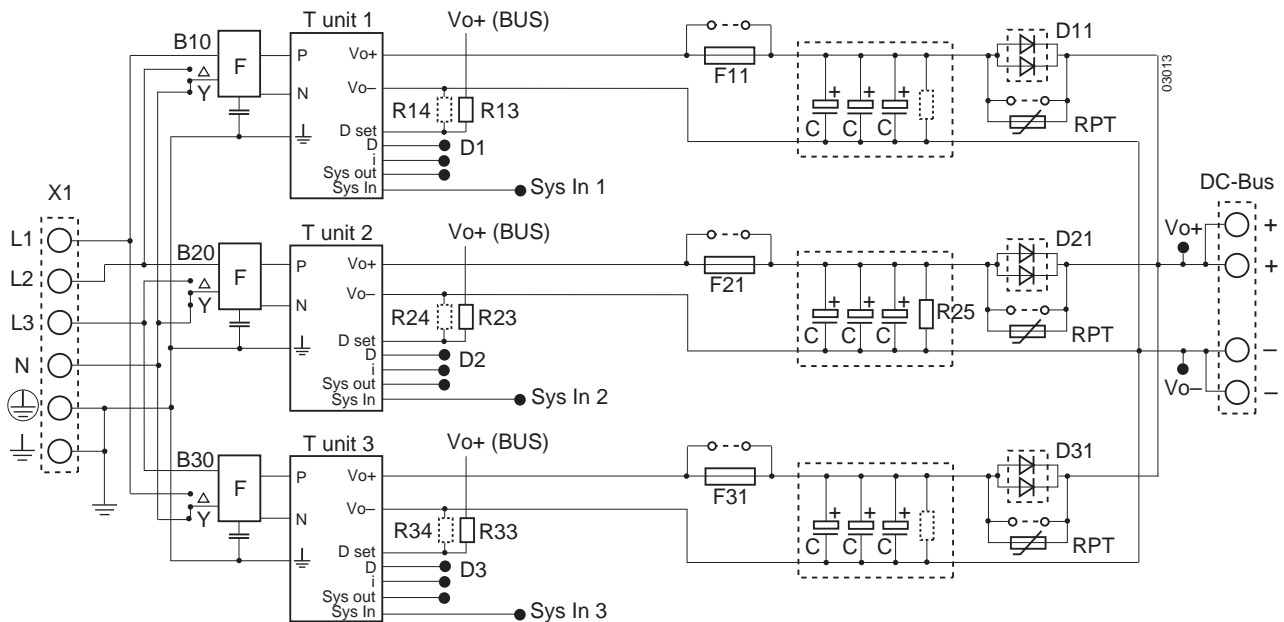 T unit 1
Vo+ (BUS)
B10
F
P
N
Vo+
Vo–
D set
D
i
Sys out
Sys In
Δ
Y
R14
R13
D1
Sys In 1
F11
+
+
+
C
C
C
D11
RPT
03013
X1
L1
L2
L3
N
T unit 2
Vo+ (BUS)
B20
F
P
N
Vo+
Vo–
D set
D
i
Sys out
Sys In
Δ
Y
R24
R23
D2
Sys In 2
F21
+
+
+
C
C
C
R25
D21
RPT
DC-Bus
Vo+
Vo–
+
+
–
–
T unit 3
Vo+ (BUS)
B30
F
P
N
Vo+
Vo–
D set
D
i
Sys out
Sys In
Δ
Y
R34
R33
D3
Sys In 3
F31
+
+
+
C
C
C
D31
RPT